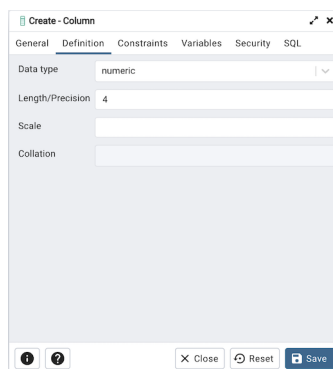 Create - Column
General Definition Constraints Variables Security SQL
Data type numeric
Length/Precision 4
Scale
Collation
Close Reset Save